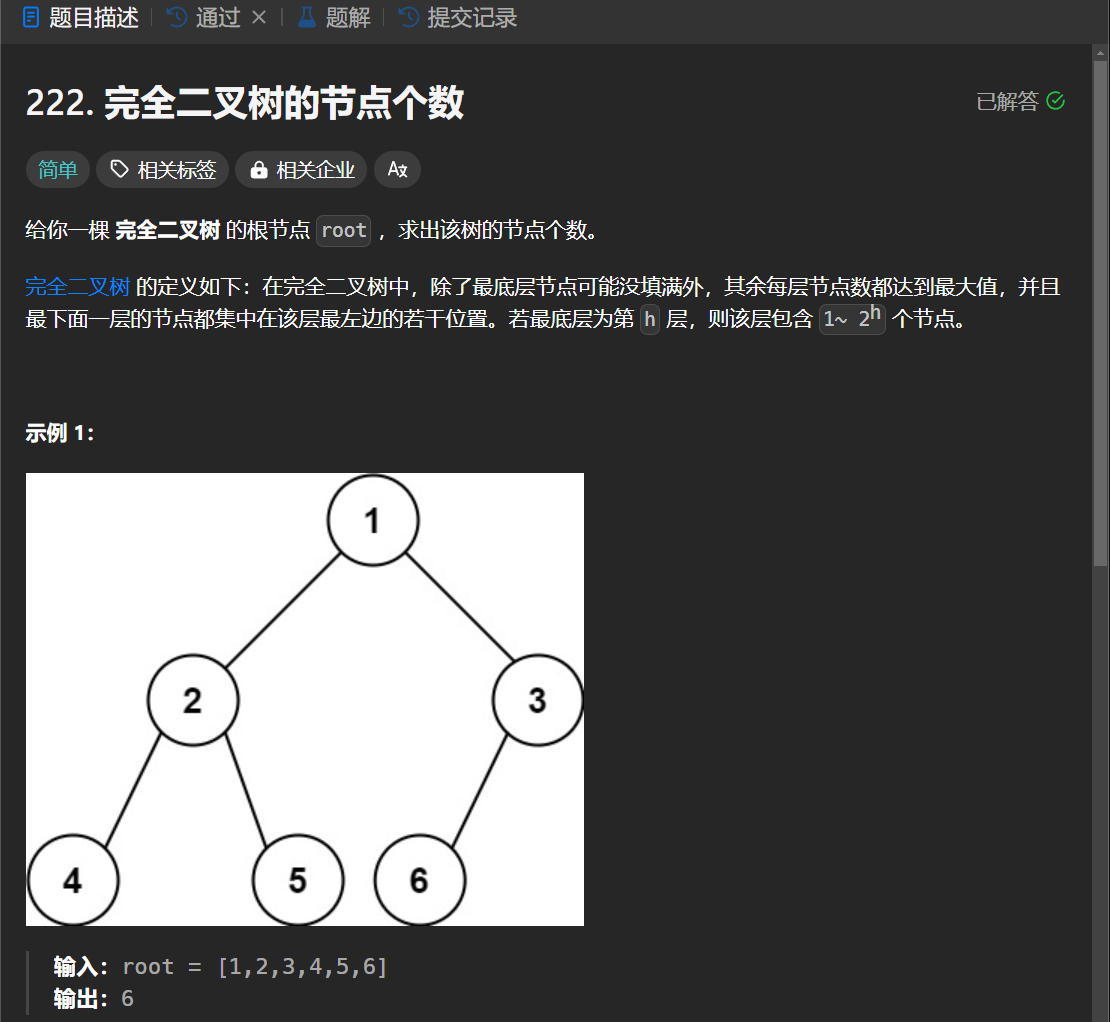 题目描述 通过 题解 提交记录
222. 完全二叉树的节点个数 已解答
简单 相关标签 相关企业 A文
给你一棵 完全二叉树 的根节点 root ，求出该树的节点个数。
完全二叉树 的定义如下：在完全二叉树中，除了最底层节点可能没填满外，其余每层节点数都达到最大值，并且
最下面一层的节点都集中在该层最左边的若干位置。若最底层为第 h 层，则该层包含 1~ 2^h 个节点。
示例 1：
1
2 3
4 5 6
输入：root = [1,2,3,4,5,6]
输出：6